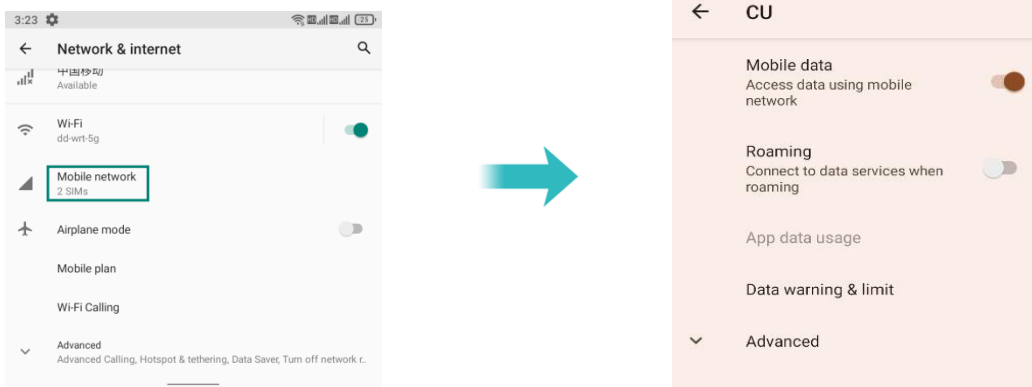 3:23
25
Network & internet
中国移动
Available
Wi-Fi
dd-wrt-5g
Mobile network
2 SIMs
Airplane mode
Mobile plan
Wi-Fi Calling
Advanced
Advanced Calling, Hotspot & tethering, Data Saver, Turn off network r..
CU
Mobile data
Access data using mobile
network
Roaming
Connect to data services when
roaming
App data usage
Data warning & limit
Advanced